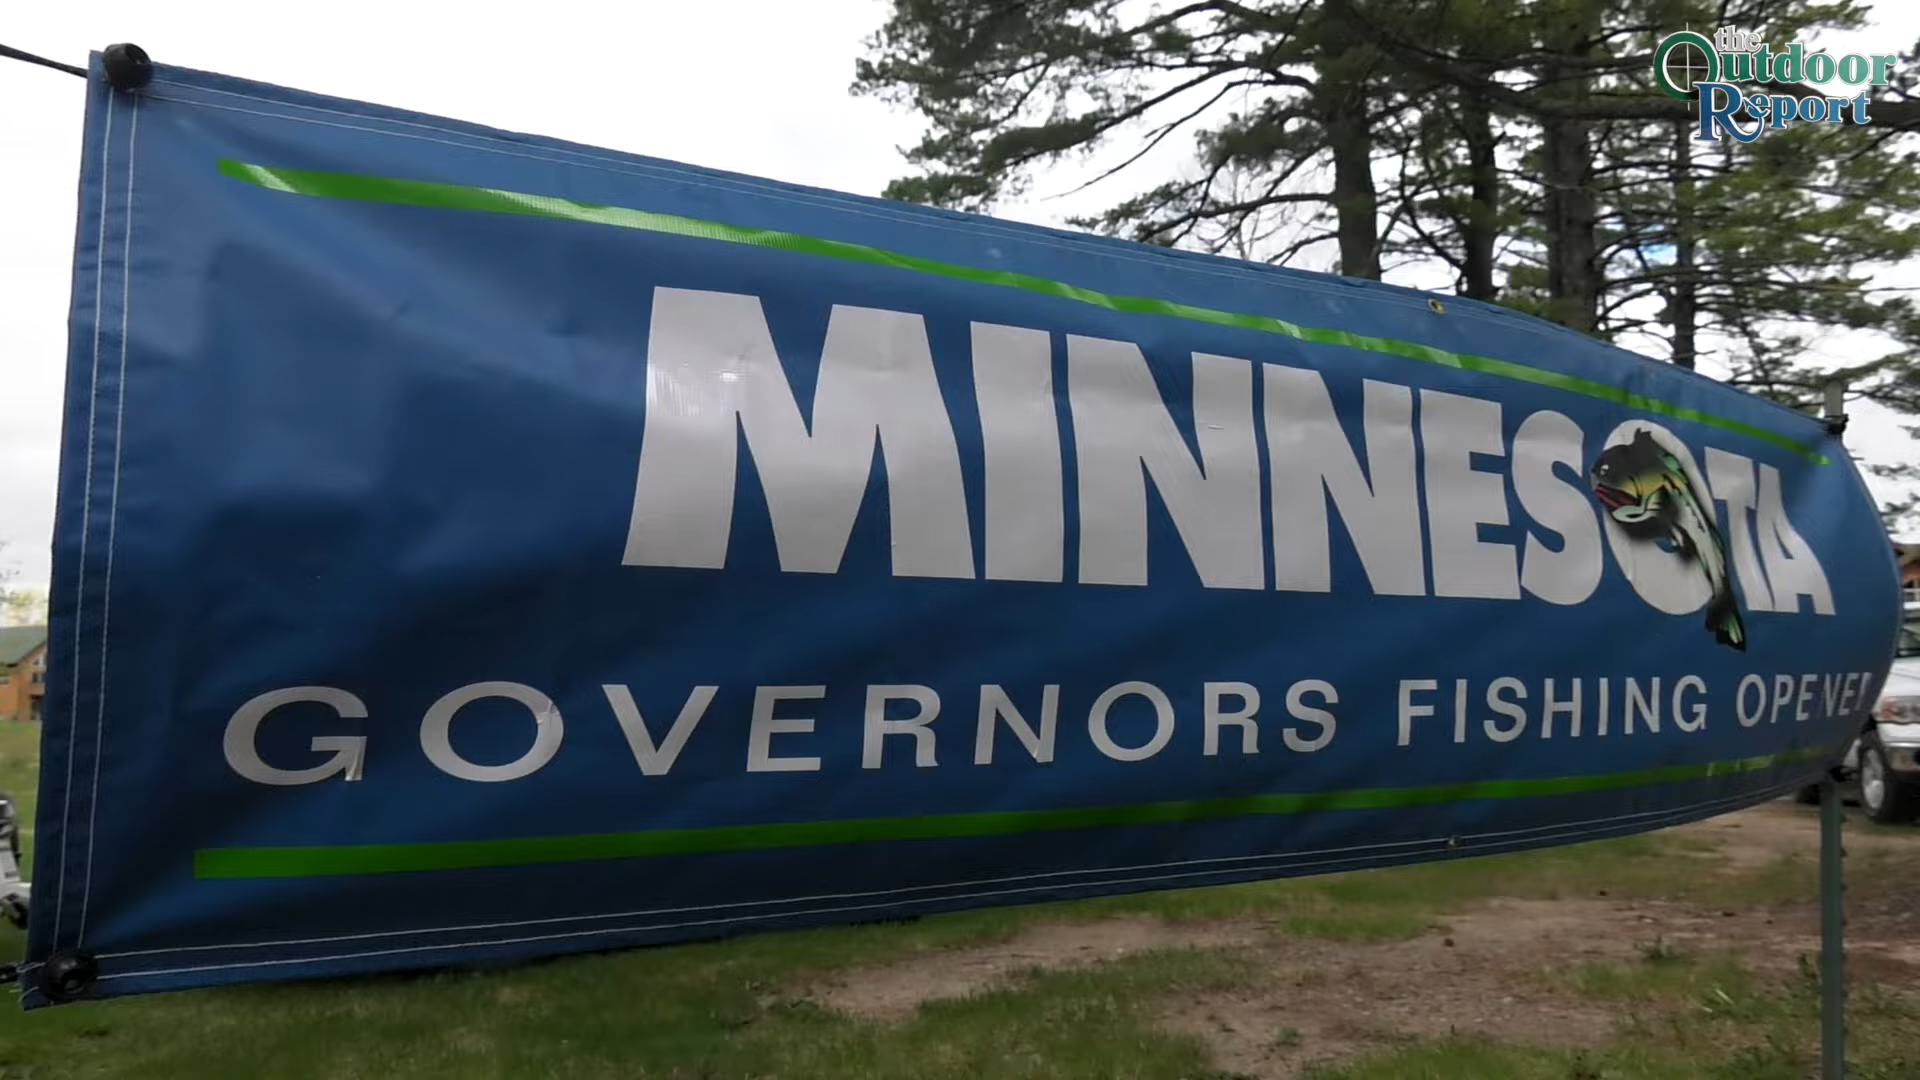 the
Outdoor
Report
MINNESOTA
GOVERNORS FISHING OPENER